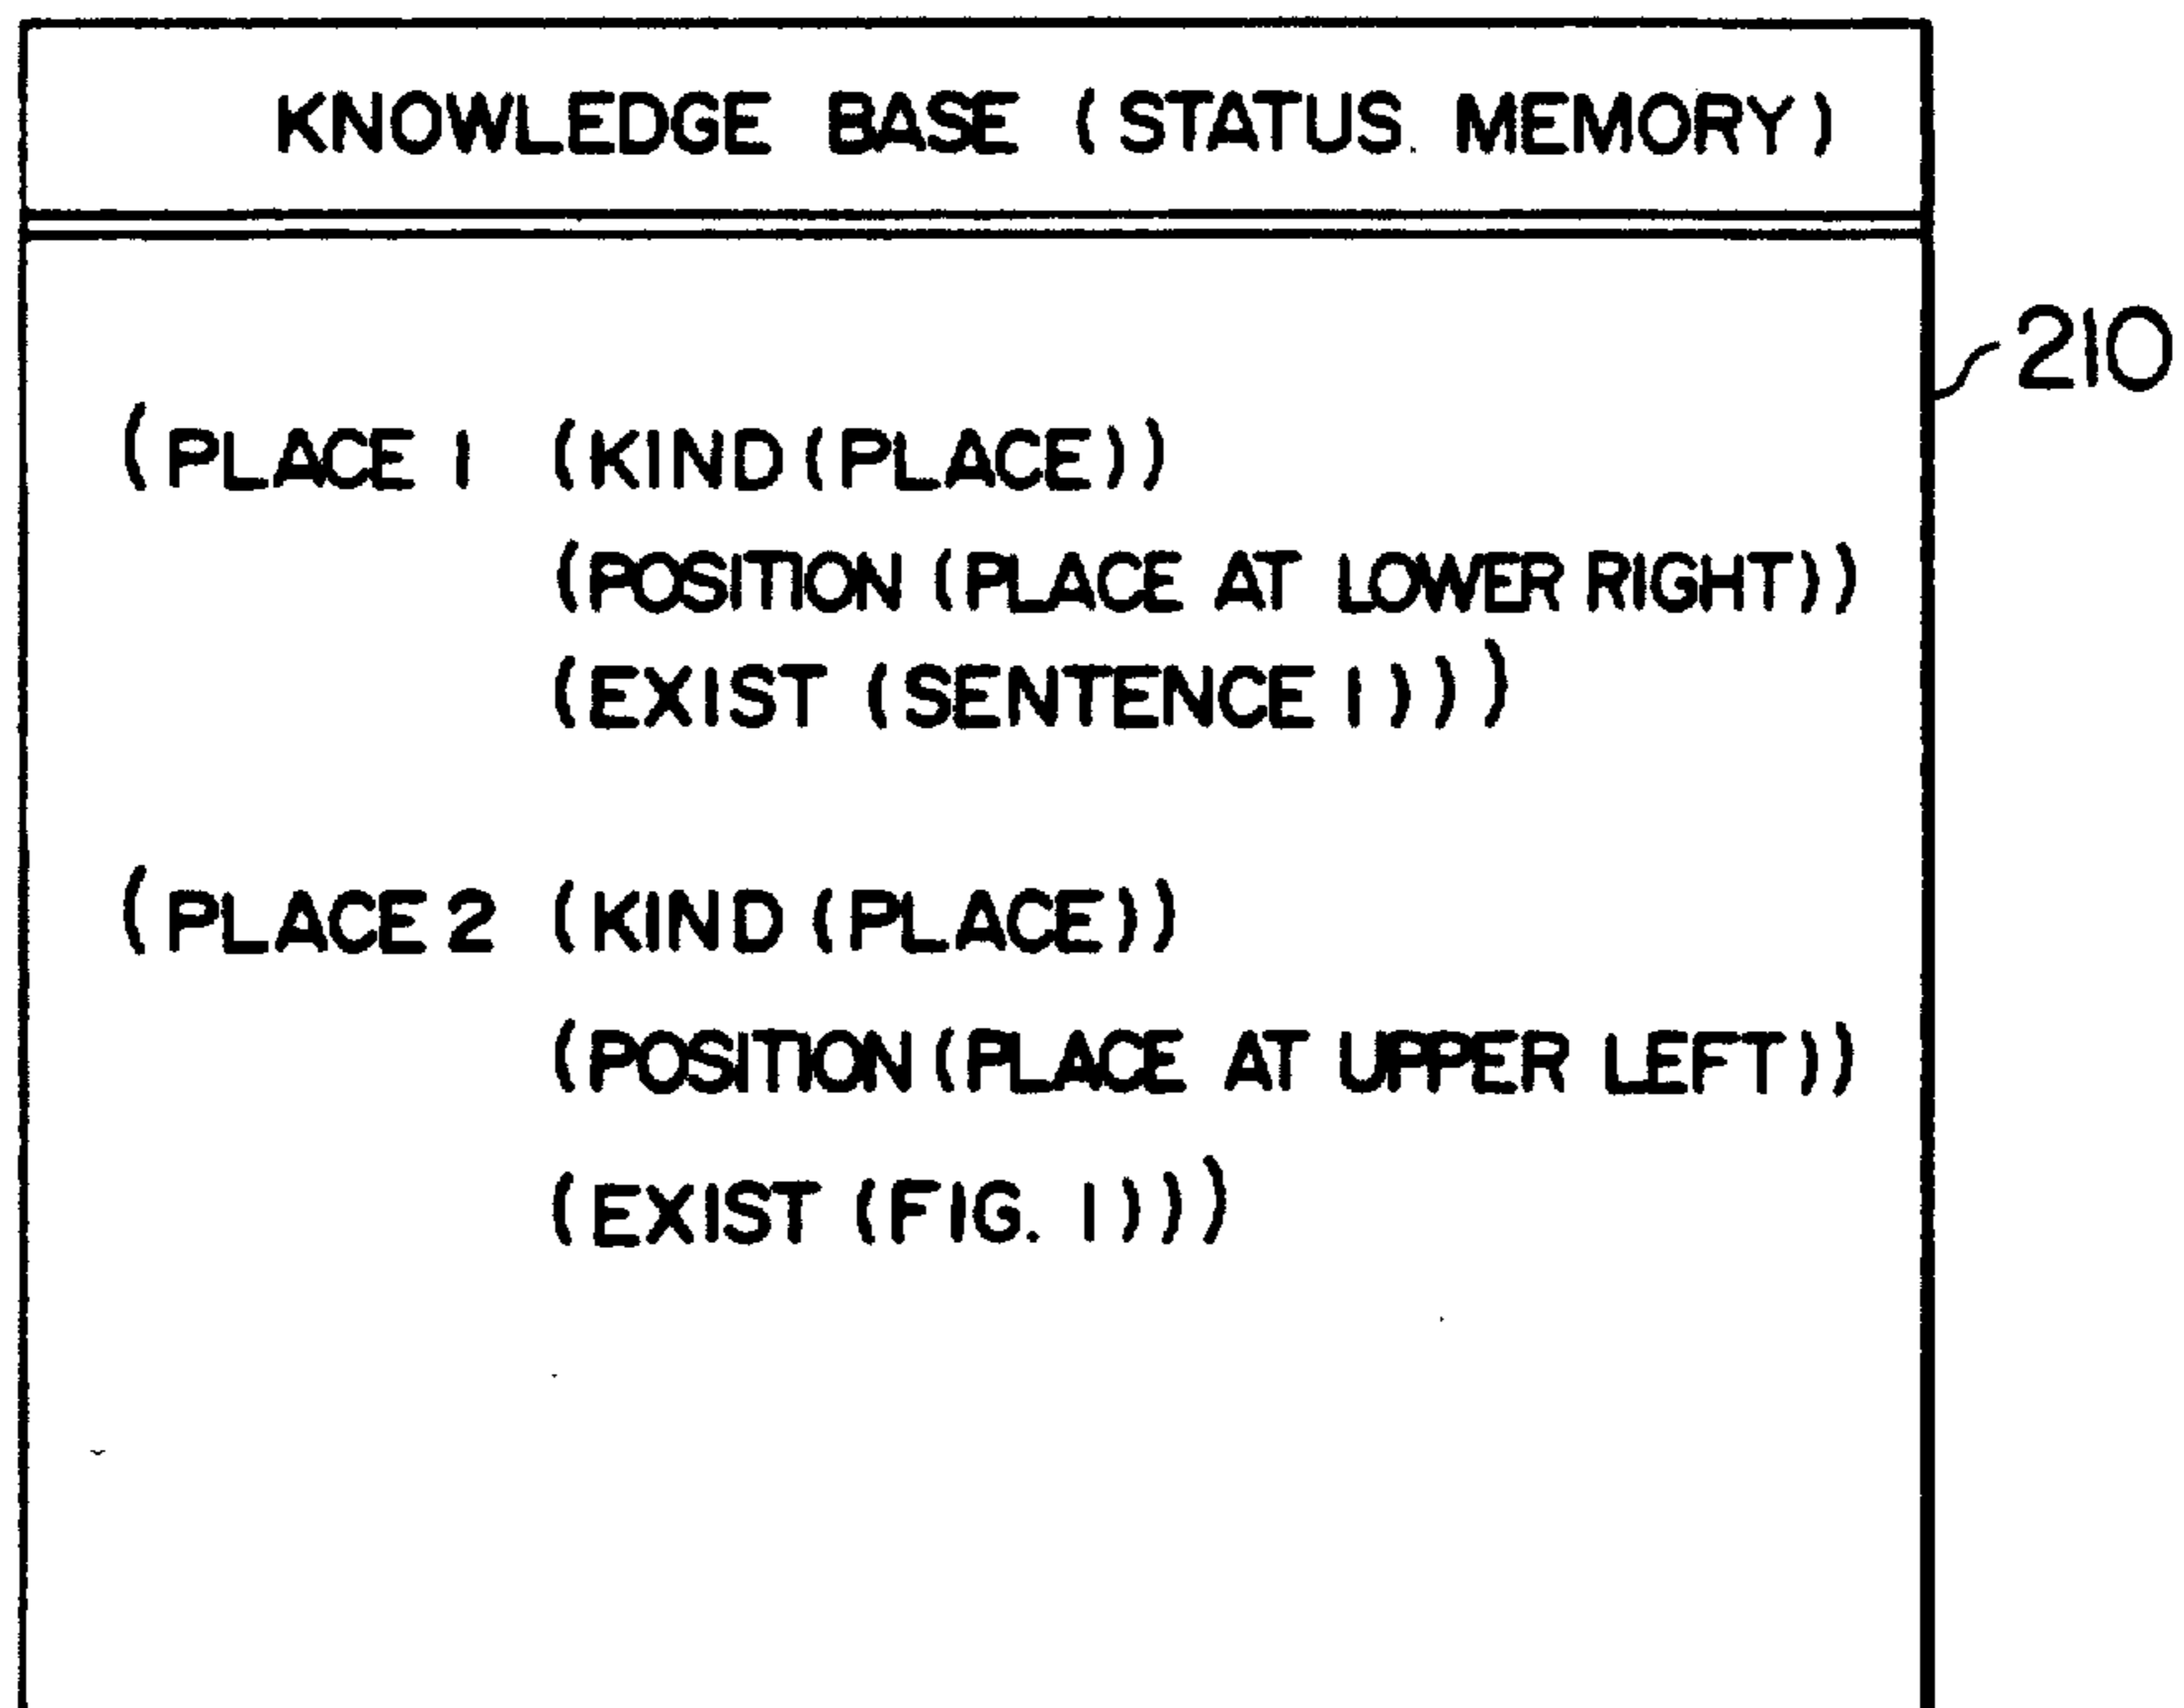 KNOWLEDGE BASE (STATUS. MEMORY)
210
(PLACE 1 (KIND (PLACE))
(POSITION (PLACE AT LOWER RIGHT))
(EXIST (SENTENCE 1)))
(PLACE 2 (KIND (PLACE))
(POSITION (PLACE AT UPPER LEFT))
(EXIST (FIG. 1)))